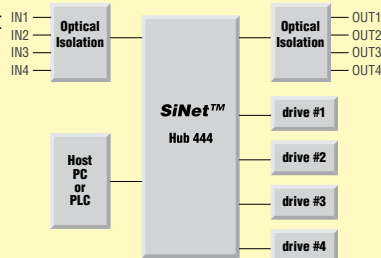 IN1
IN2
IN3
IN4
Optical
Isolation
Optical
Isolation
OUT1
OUT2
OUT3
OUT4
SiNet™
Hub 444
Host
PC
or
PLC
drive #1
drive #2
drive #3
drive #4